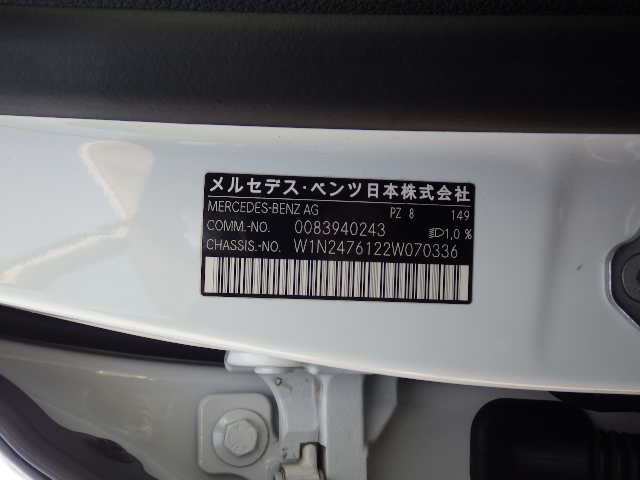 メルセデス・ベンツ日本株式会社
MERCEDES-BENZ AG PZ 8 149
COMM.-NO. 0083940243 1,0 %
CHASSIS.-NO. W1N2476122W070336